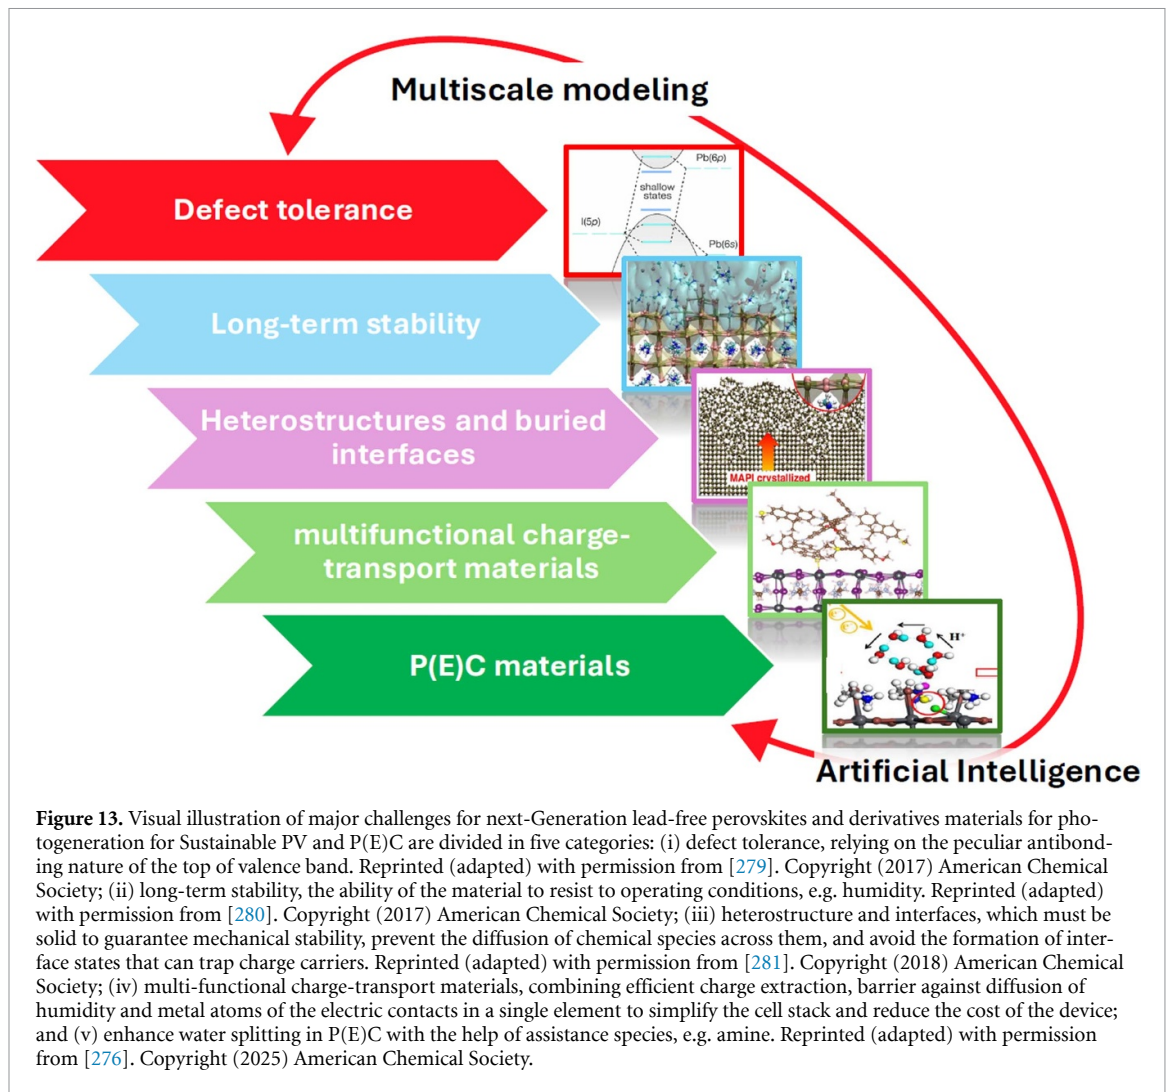 Multiscale modeling
Defect tolerance
Pb(6p)
shallow
states
I(5p)
Pb(6s)
Long-term stability
Heterostructures and buried
interfaces
MAPI crystallized
multifunctional charge-
transport materials
P(E)C materials
e-
e-
H+
Artificial Intelligence
Figure 13. Visual illustration of major challenges for next-Generation lead-free perovskites and derivatives materials for pho-
togeneration for Sustainable PV and P(E)C are divided in five categories: (i) defect tolerance, relying on the peculiar antibond-
ing nature of the top of valence band. Reprinted (adapted) with permission from [279]. Copyright (2017) American Chemical
Society; (ii) long-term stability, the ability of the material to resist to operating conditions, e.g. humidity. Reprinted (adapted)
with permission from [280]. Copyright (2017) American Chemical Society; (iii) heterostructure and interfaces, which must be
solid to guarantee mechanical stability, prevent the diffusion of chemical species across them, and avoid the formation of inter-
face states that can trap charge carriers. Reprinted (adapted) with permission from [281]. Copyright (2018) American Chemical
Society; (iv) multi-functional charge-transport materials, combining efficient charge extraction, barrier against diffusion of
humidity and metal atoms of the electric contacts in a single element to simplify the cell stack and reduce the cost of the device;
and (v) enhance water splitting in P(E)C with the help of assistance species, e.g. amine. Reprinted (adapted) with permission
from [276]. Copyright (2025) American Chemical Society.